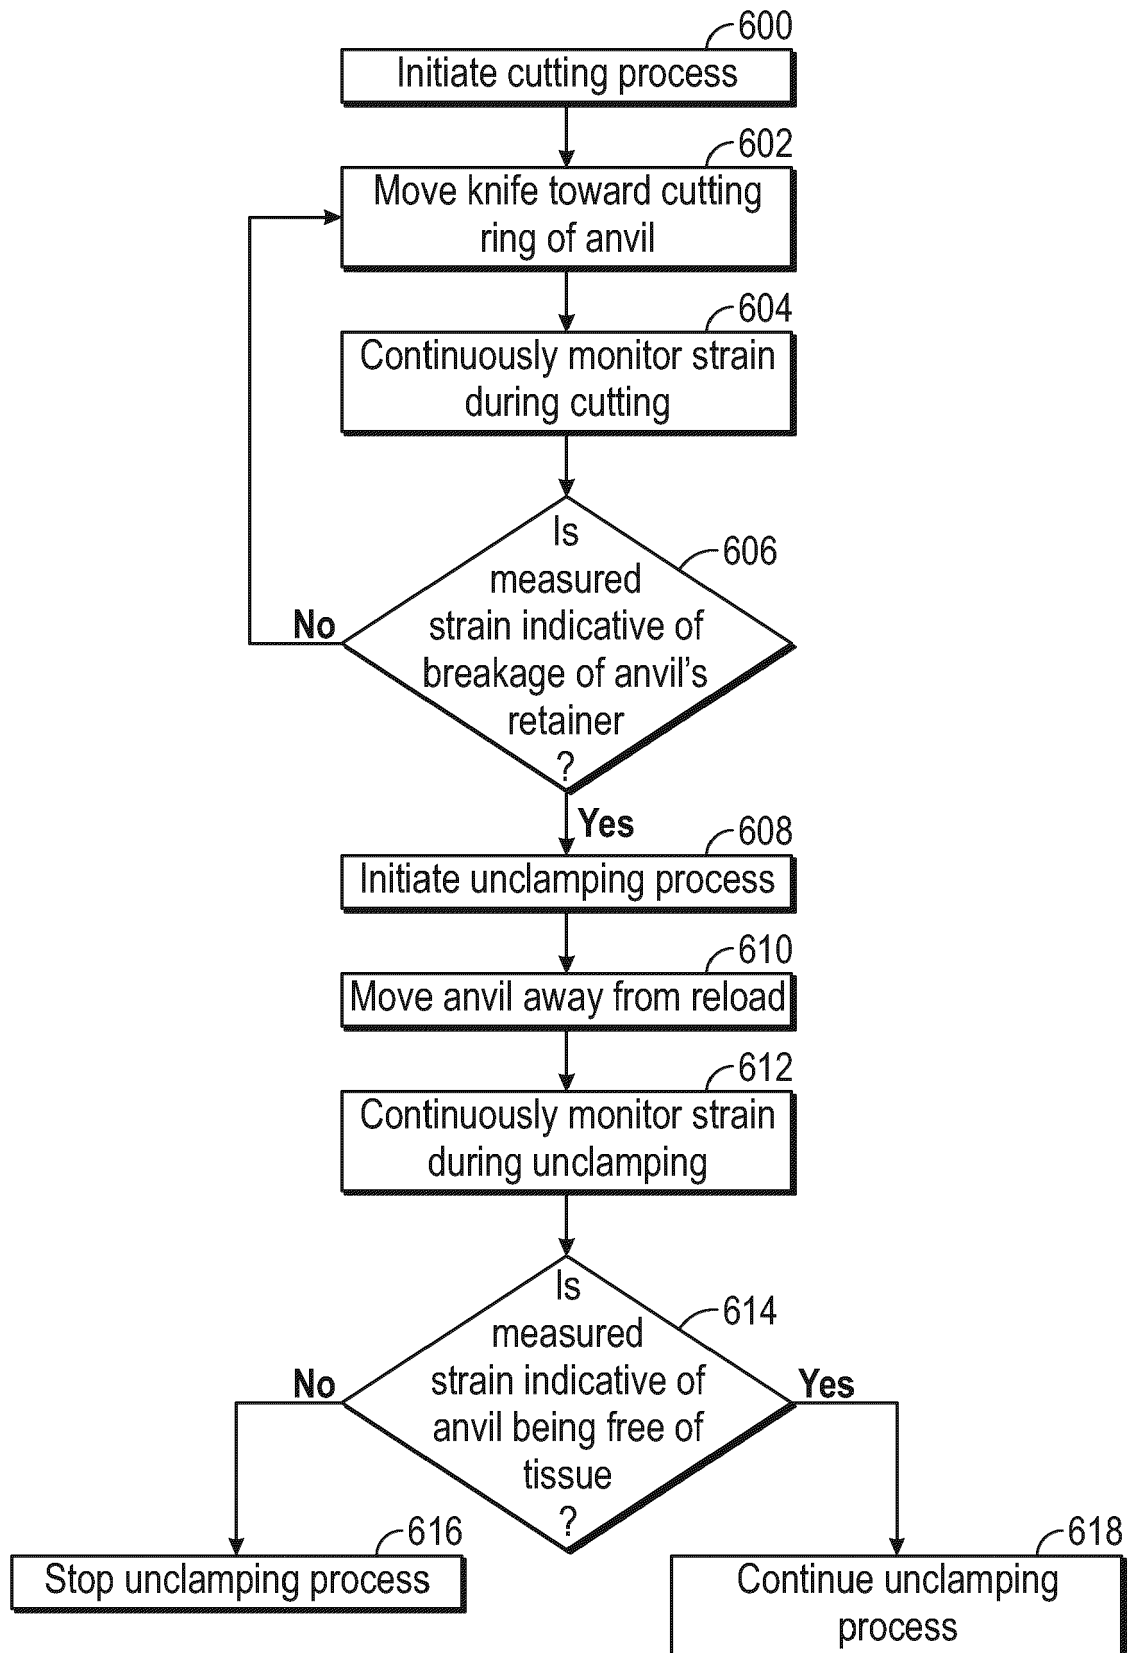 600
Initiate cutting process
602
Move knife toward cutting
ring of anvil
604
Continuously monitor strain
during cutting
606
Is
measured
strain indicative of
breakage of anvil's
retainer
?
No
Yes
608
Initiate unclamping process
610
Move anvil away from reload
612
Continuously monitor strain
during unclamping
614
Is
measured
strain indicative of
anvil being free of
tissue
?
No
Yes
616
Stop unclamping process
618
Continue unclamping
process